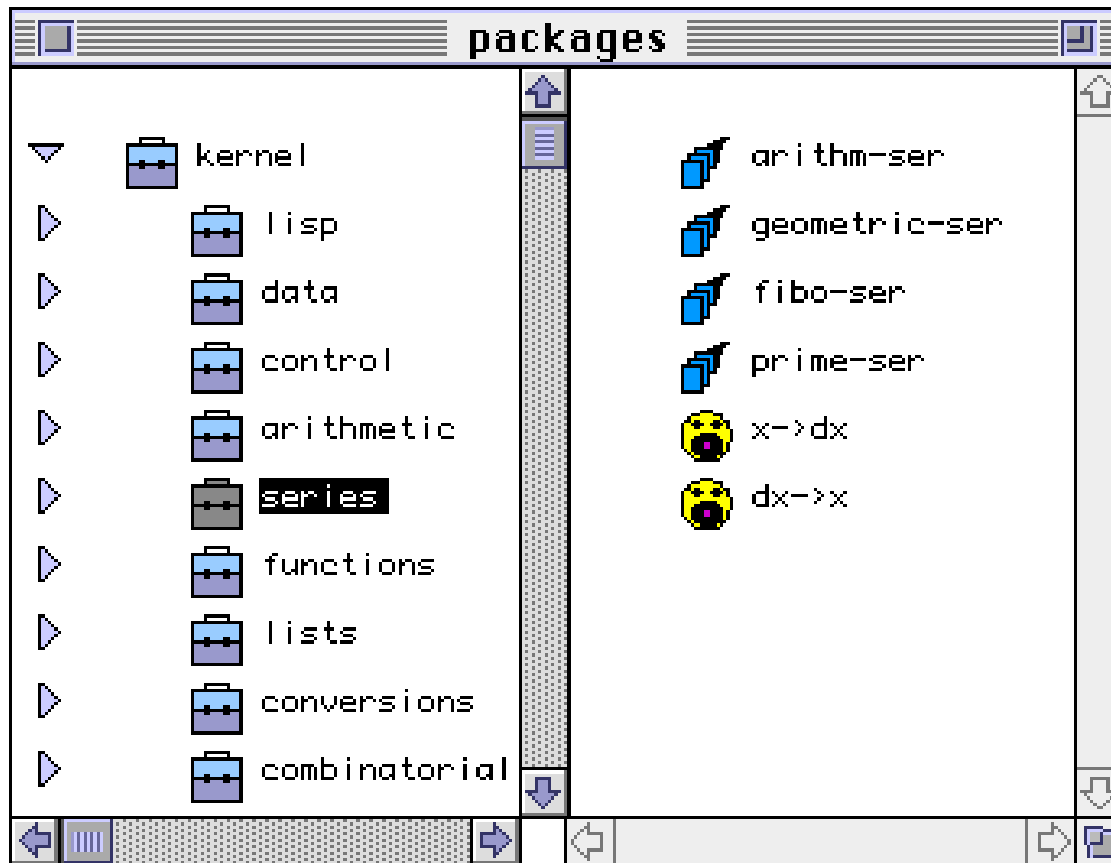 packages
kernel
lisp
data
control
arithmetic
series
functions
lists
conversions
combinatorial
arithm-ser
geometric-ser
fibo-ser
prime-ser
x->dx
dx->x